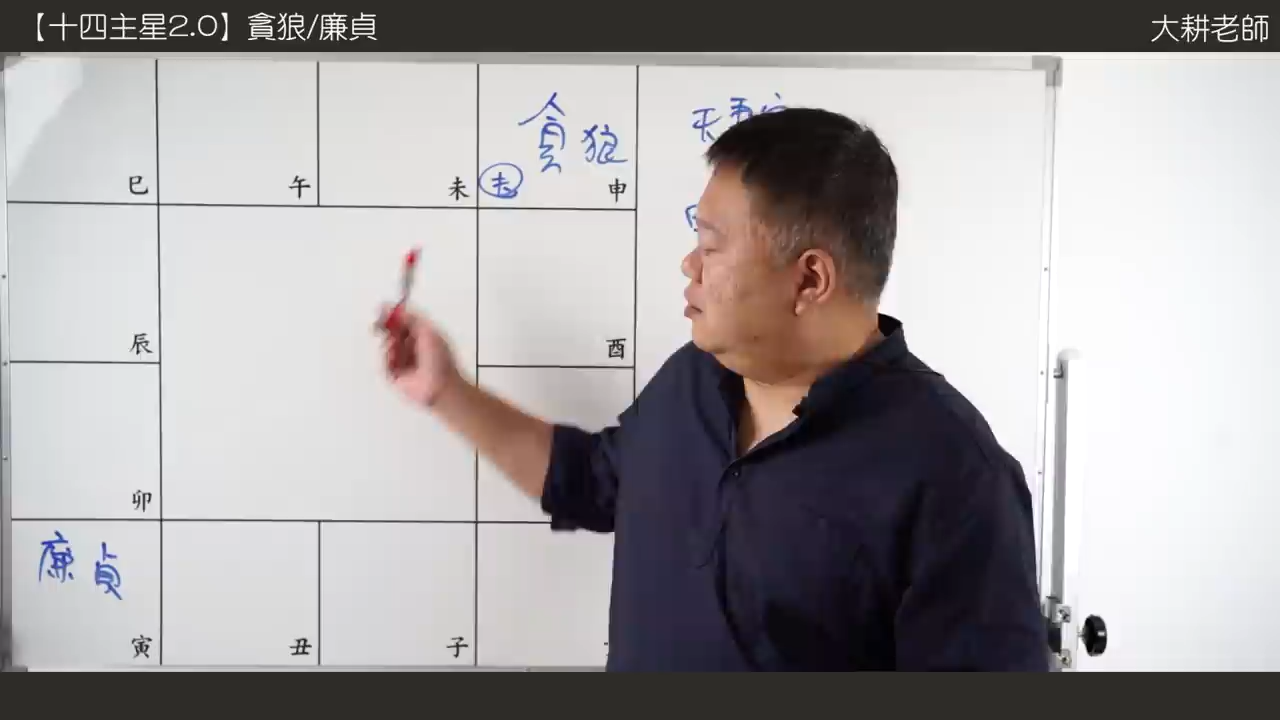 【十四主星2.0】貪狼/廉貞
大耕老師
貪狼
巳
午
未
申
辰
酉
卯
廉貞
寅
丑
子